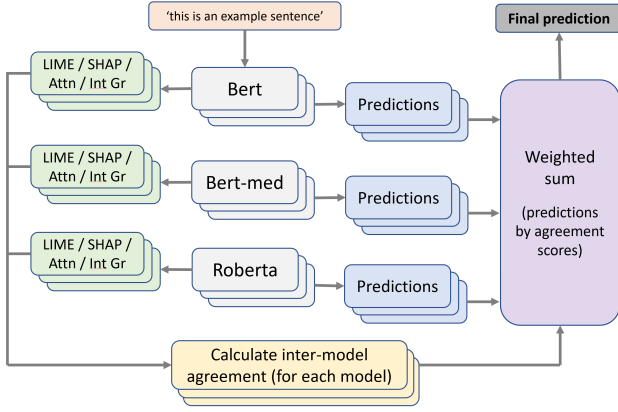 ‘this is an example sentence’
Final prediction
LIME / SHAP /
Attn / Int Gr
Bert
Predictions
LIME / SHAP /
Attn / Int Gr
Bert-med
Predictions
LIME / SHAP /
Attn / Int Gr
Roberta
Predictions
Weighted
sum
(predictions
by agreement
scores)
Calculate inter-model
agreement (for each model)